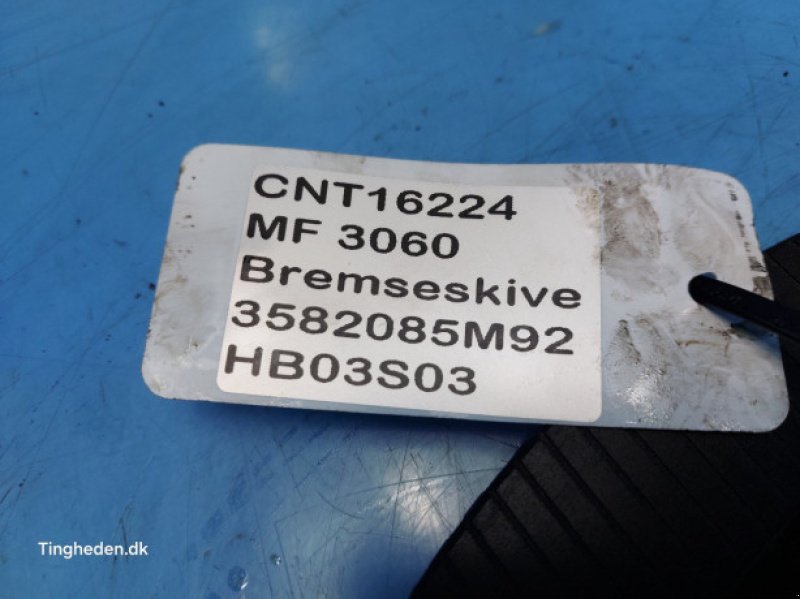 CNT16224
MF 3060
Bremseskive
3582085M92
HB03S03
Tingheden.dk